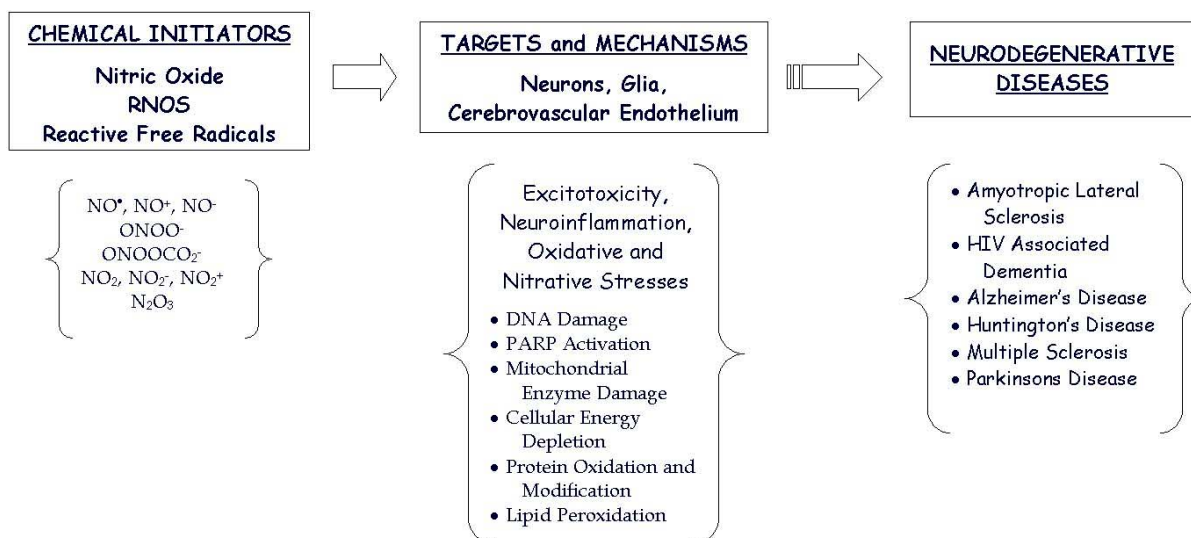 CHEMICAL INITIATORS
Nitric Oxide
RNOS
Reactive Free Radicals
NO•, NO⁺, NO⁻
ONOO⁻
ONOOCO₂⁻
NO₂, NO₂⁻, NO₂⁺
N₂O₃
TARGETS and MECHANISMS
Neurons, Glia,
Cerebrovascular Endothelium
Excitotoxicity,
Neuroinflammation,
Oxidative and
Nitrative Stresses
• DNA Damage
• PARP Activation
• Mitochondrial
Enzyme Damage
• Cellular Energy
Depletion
• Protein Oxidation and
Modification
• Lipid Peroxidation
NEURODEGENERATIVE
DISEASES
• Amyotropic Lateral
Sclerosis
• HIV Associated
Dementia
• Alzheimer's Disease
• Huntington's Disease
• Multiple Sclerosis
• Parkinsons Disease